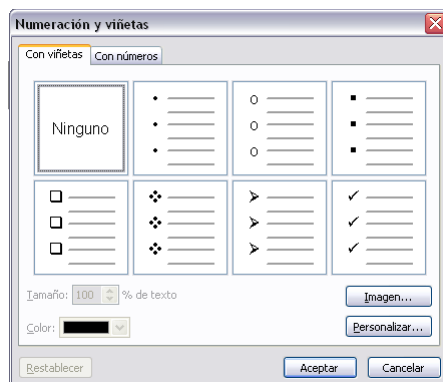 Numeración y viñetas
Con viñetas Con números
Ninguno
Tamaño: 100 % de texto
Imagen...
Color:
Personalizar...
Restablecer Aceptar Cancelar